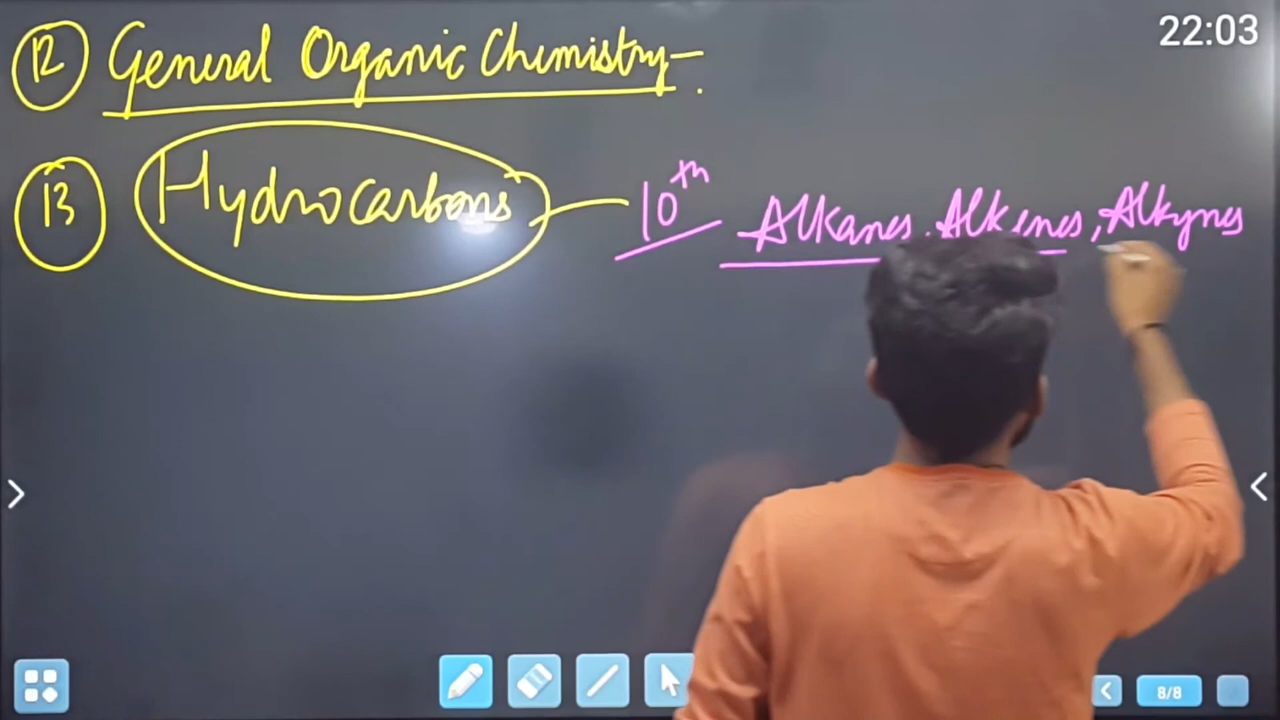 22:03
12 General Organic Chemistry-.
13 Hydrocarbons - 10th Alkanes, Alkenes, Alkynes
8/8